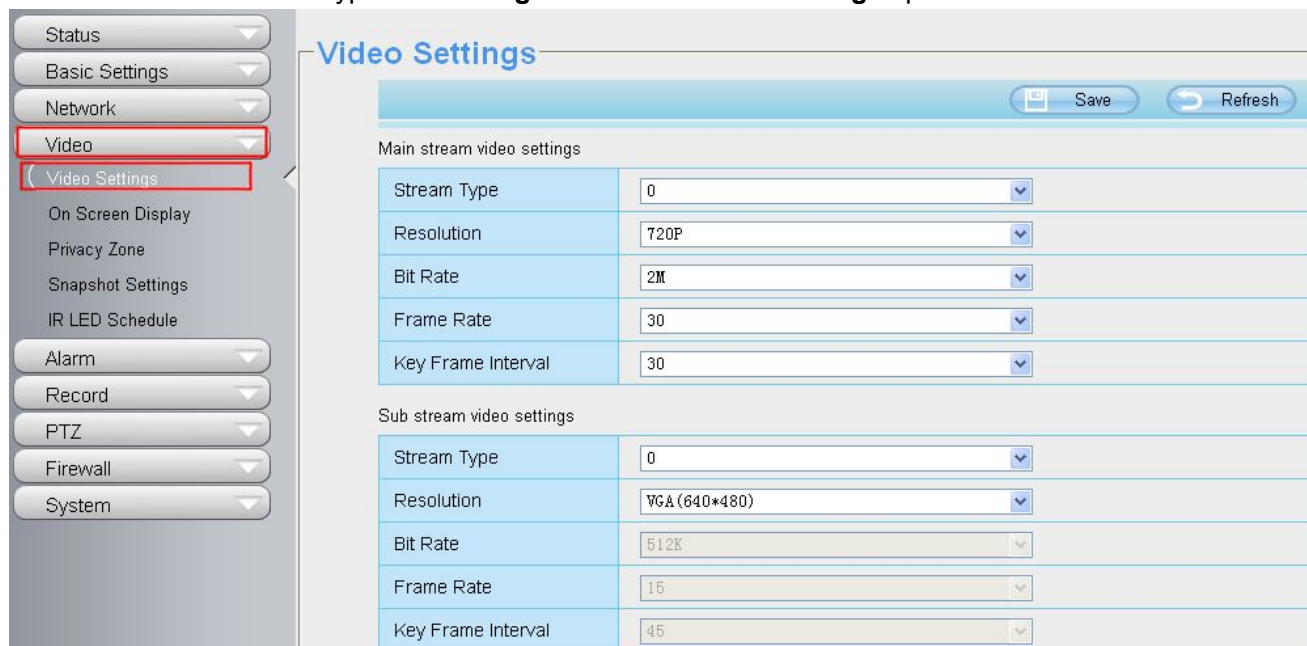 Status
Basic Settings
Network
Video
Video Settings
On Screen Display
Privacy Zone
Snapshot Settings
IR LED Schedule
Alarm
Record
PTZ
Firewall
System
Video Settings
Save Refresh
Main stream video settings
Stream Type 0
Resolution 720P
Bit Rate 2M
Frame Rate 30
Key Frame Interval 30
Sub stream video settings
Stream Type 0
Resolution VGA(640*480)
Bit Rate 512K
Frame Rate 15
Key Frame Interval 45